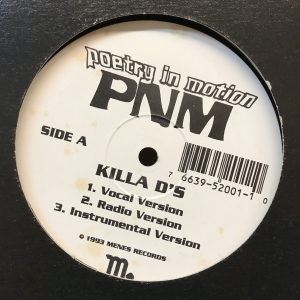 poetry in motion
PNM
SIDE A
7 6639-52001-1 0
KILLA D'S
1. Vocal Version
2. Radio Version
3. Instrumental Version
© 1993 MENES RECORDS
m.